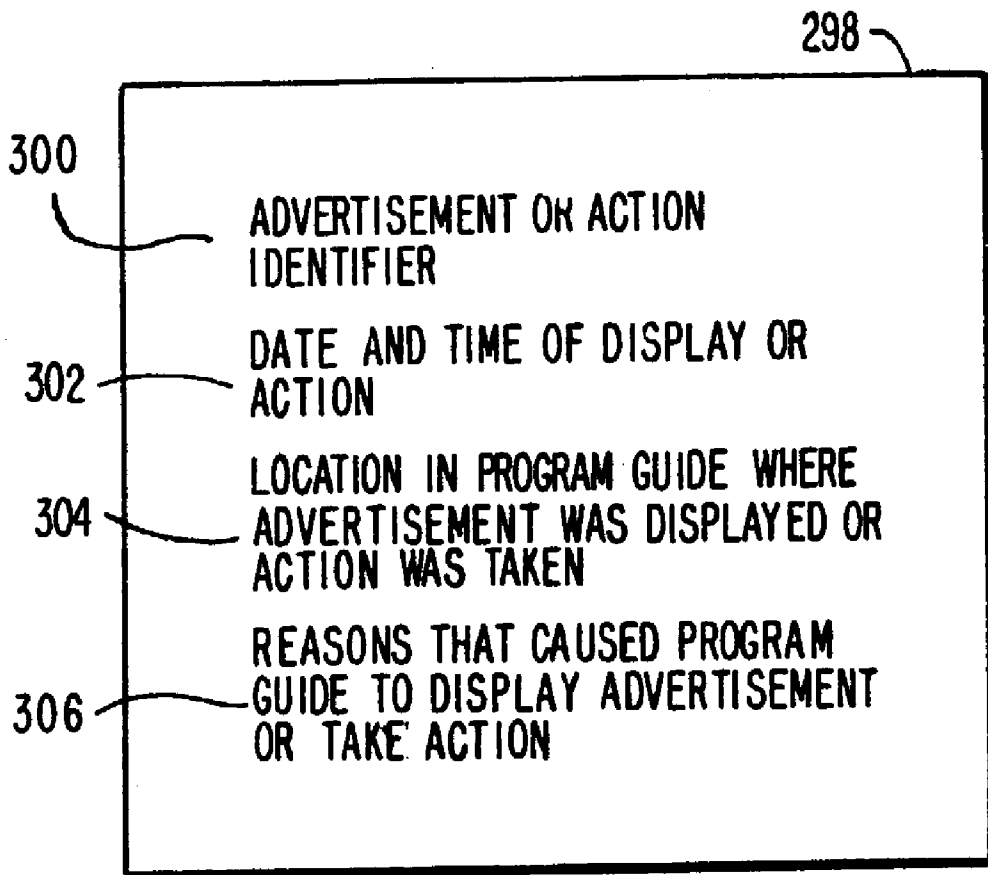 298
300
ADVERTISEMENT OR ACTION
IDENTIFIER
302
DATE AND TIME OF DISPLAY OR
ACTION
304
LOCATION IN PROGRAM GUIDE WHERE
ADVERTISEMENT WAS DISPLAYED OR
ACTION WAS TAKEN
306
REASONS THAT CAUSED PROGRAM
GUIDE TO DISPLAY ADVERTISEMENT
OR TAKE ACTION